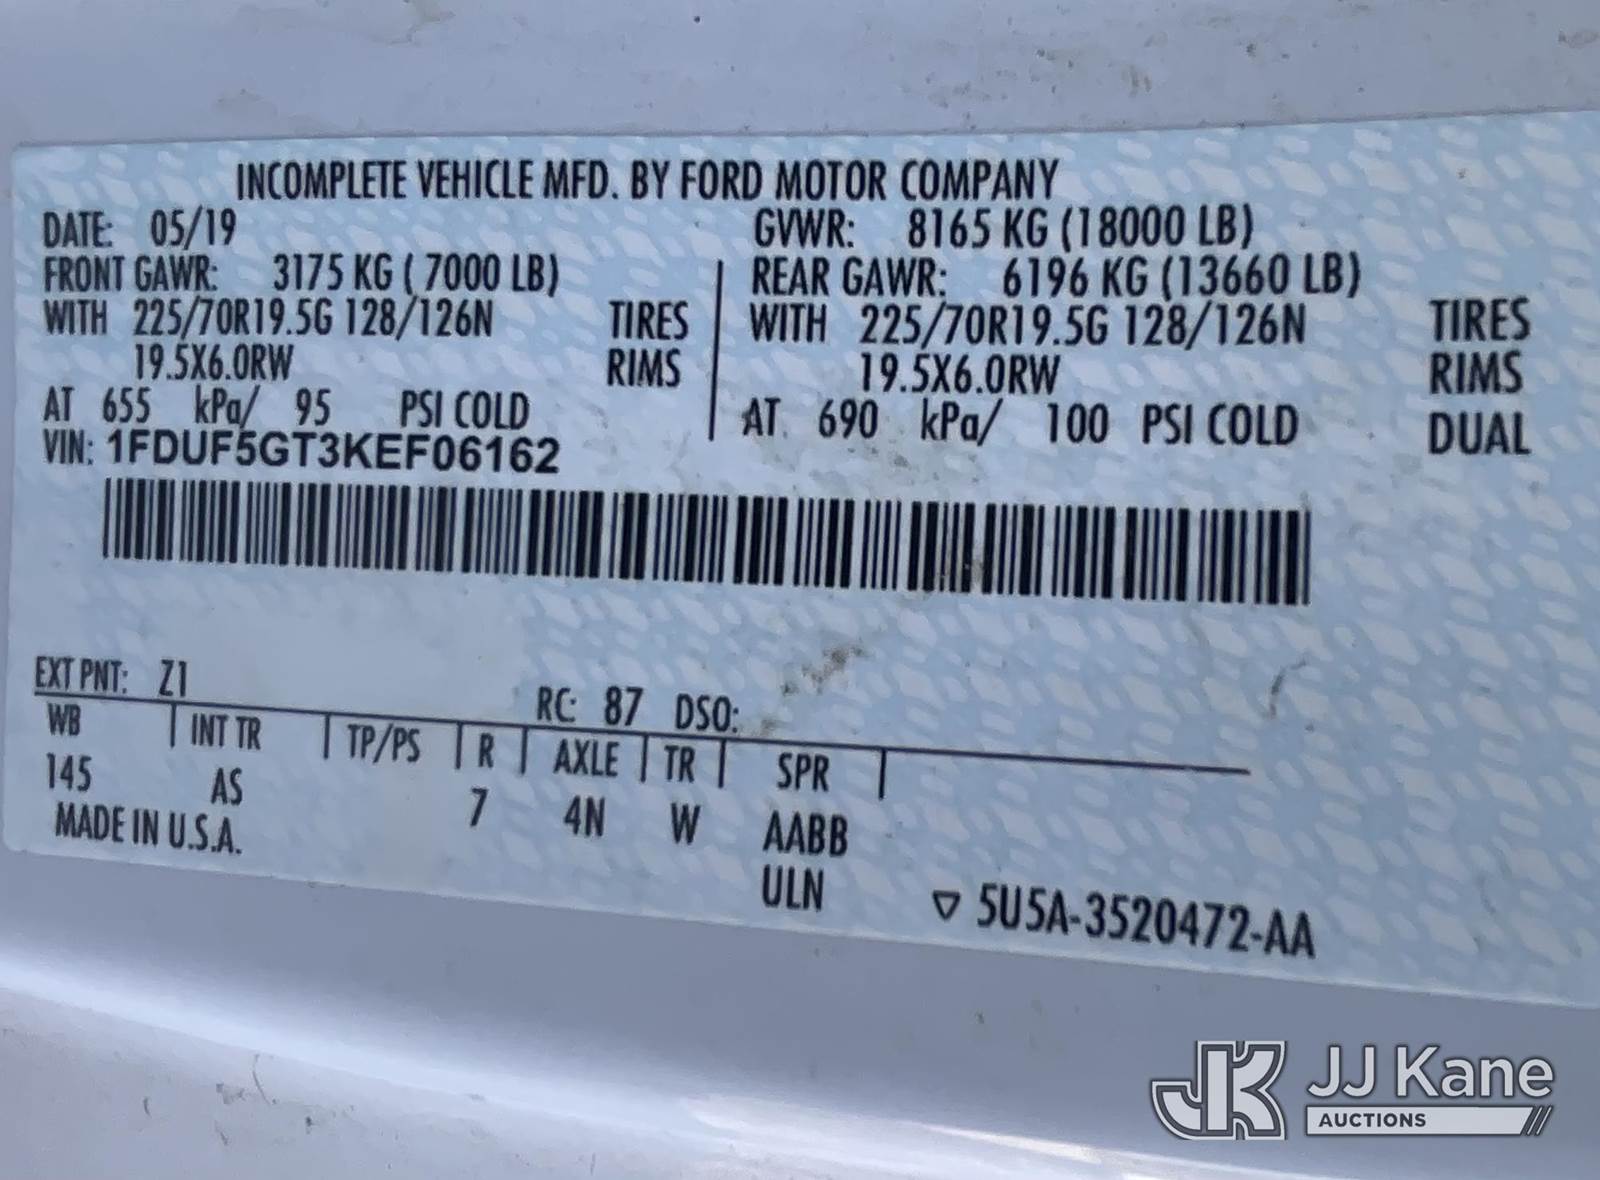 INCOMPLETE VEHICLE MFD. BY FORD MOTOR COMPANY
DATE: 05/19 GVWR: 8165 KG (18000 LB)
FRONT GAWR: 3175 KG ( 7000 LB) REAR GAWR: 6196 KG (13660 LB)
WITH 225/70R19.5G 128/126N TIRES WITH 225/70R19.5G 128/126N TIRES
19.5X6.0RW RIMS 19.5X6.0RW RIMS
AT 655 kPa/ 95 PSI COLD AT 690 kPa/ 100 PSI COLD DUAL
VIN: 1FDUF5GT3KEF06162
EXT PNT: Z1 RC: 87 DSO:
WB INT TR TP/PS R AXLE TR SPR
145 AS 7 4N W AABB
MADE IN U.S.A. ULN
▽ 5U5A-3520472-AA
JK JJ Kane
AUCTIONS